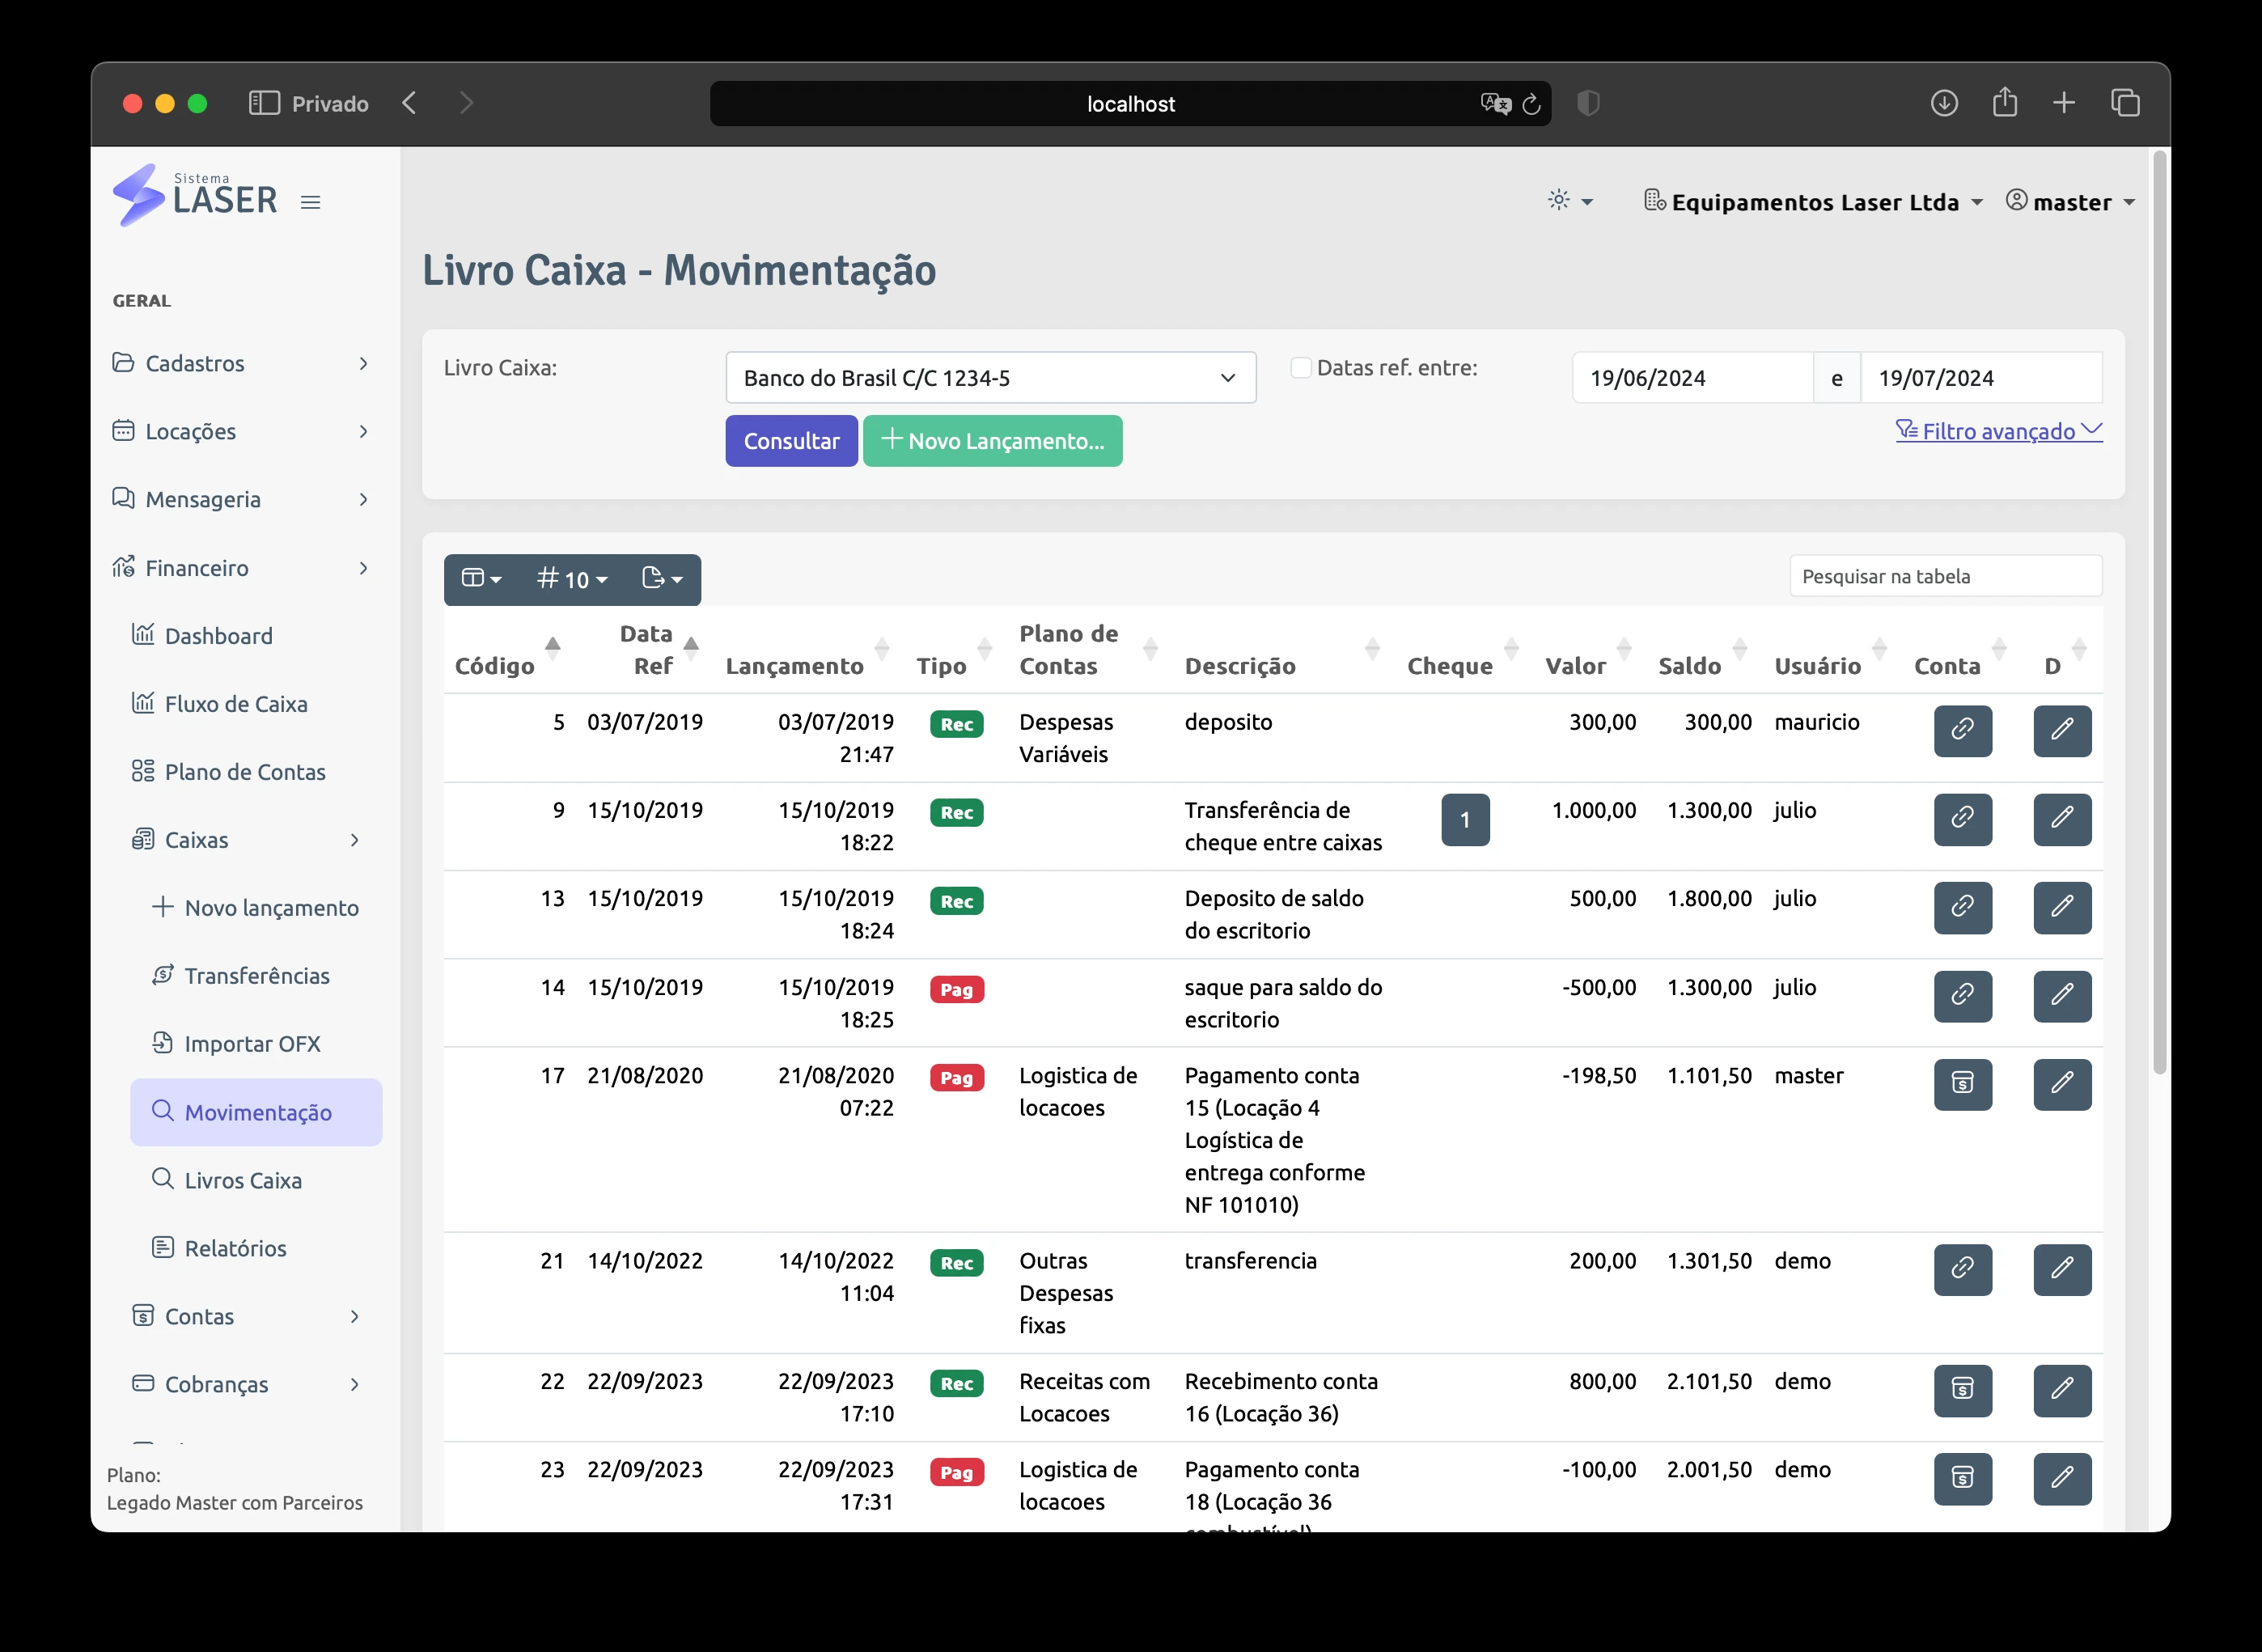 Privado
localhost
Sistema
LASER
Equipamentos Laser Ltda
master
Livro Caixa - Movimentação
GERAL
Cadastros
Locações
Mensageria
Financeiro
Dashboard
Fluxo de Caixa
Plano de Contas
Caixas
Novo lançamento
Transferências
Importar OFX
Movimentação
Livros Caixa
Relatórios
Contas
Cobranças
Plano:
Legado Master com Parceiros
Livro Caixa:
Banco do Brasil C/C 1234-5
Datas ref. entre:
19/06/2024 e 19/07/2024
Consultar
Novo Lançamento...
Filtro avançado
10
Pesquisar na tabela
Código
Data
Ref
Lançamento
Tipo
Plano de
Contas
Descrição
Cheque
Valor
Saldo
Usuário
Conta
D
5 03/07/2019 03/07/2019 Rec Despesas deposito 300,00 300,00 mauricio
21:47 Variáveis
9 15/10/2019 15/10/2019 Rec Transferência de 1 1.000,00 1.300,00 julio
18:22 cheque entre caixas
13 15/10/2019 15/10/2019 Rec Deposito de saldo 500,00 1.800,00 julio
18:24 do escritorio
14 15/10/2019 15/10/2019 Pag saque para saldo do -500,00 1.300,00 julio
18:25 escritorio
17 21/08/2020 21/08/2020 Pag Logistica de Pagamento conta -198,50 1.101,50 master
07:22 locacoes 15 (Locação 4
Logística de
entrega conforme
NF 101010)
21 14/10/2022 14/10/2022 Rec Outras transferencia 200,00 1.301,50 demo
11:04 Despesas
fixas
22 22/09/2023 22/09/2023 Rec Receitas com Recebimento conta 800,00 2.101,50 demo
17:10 Locacoes 16 (Locação 36)
23 22/09/2023 22/09/2023 Pag Logistica de Pagamento conta -100,00 2.001,50 demo
17:31 locacoes 18 (Locação 36